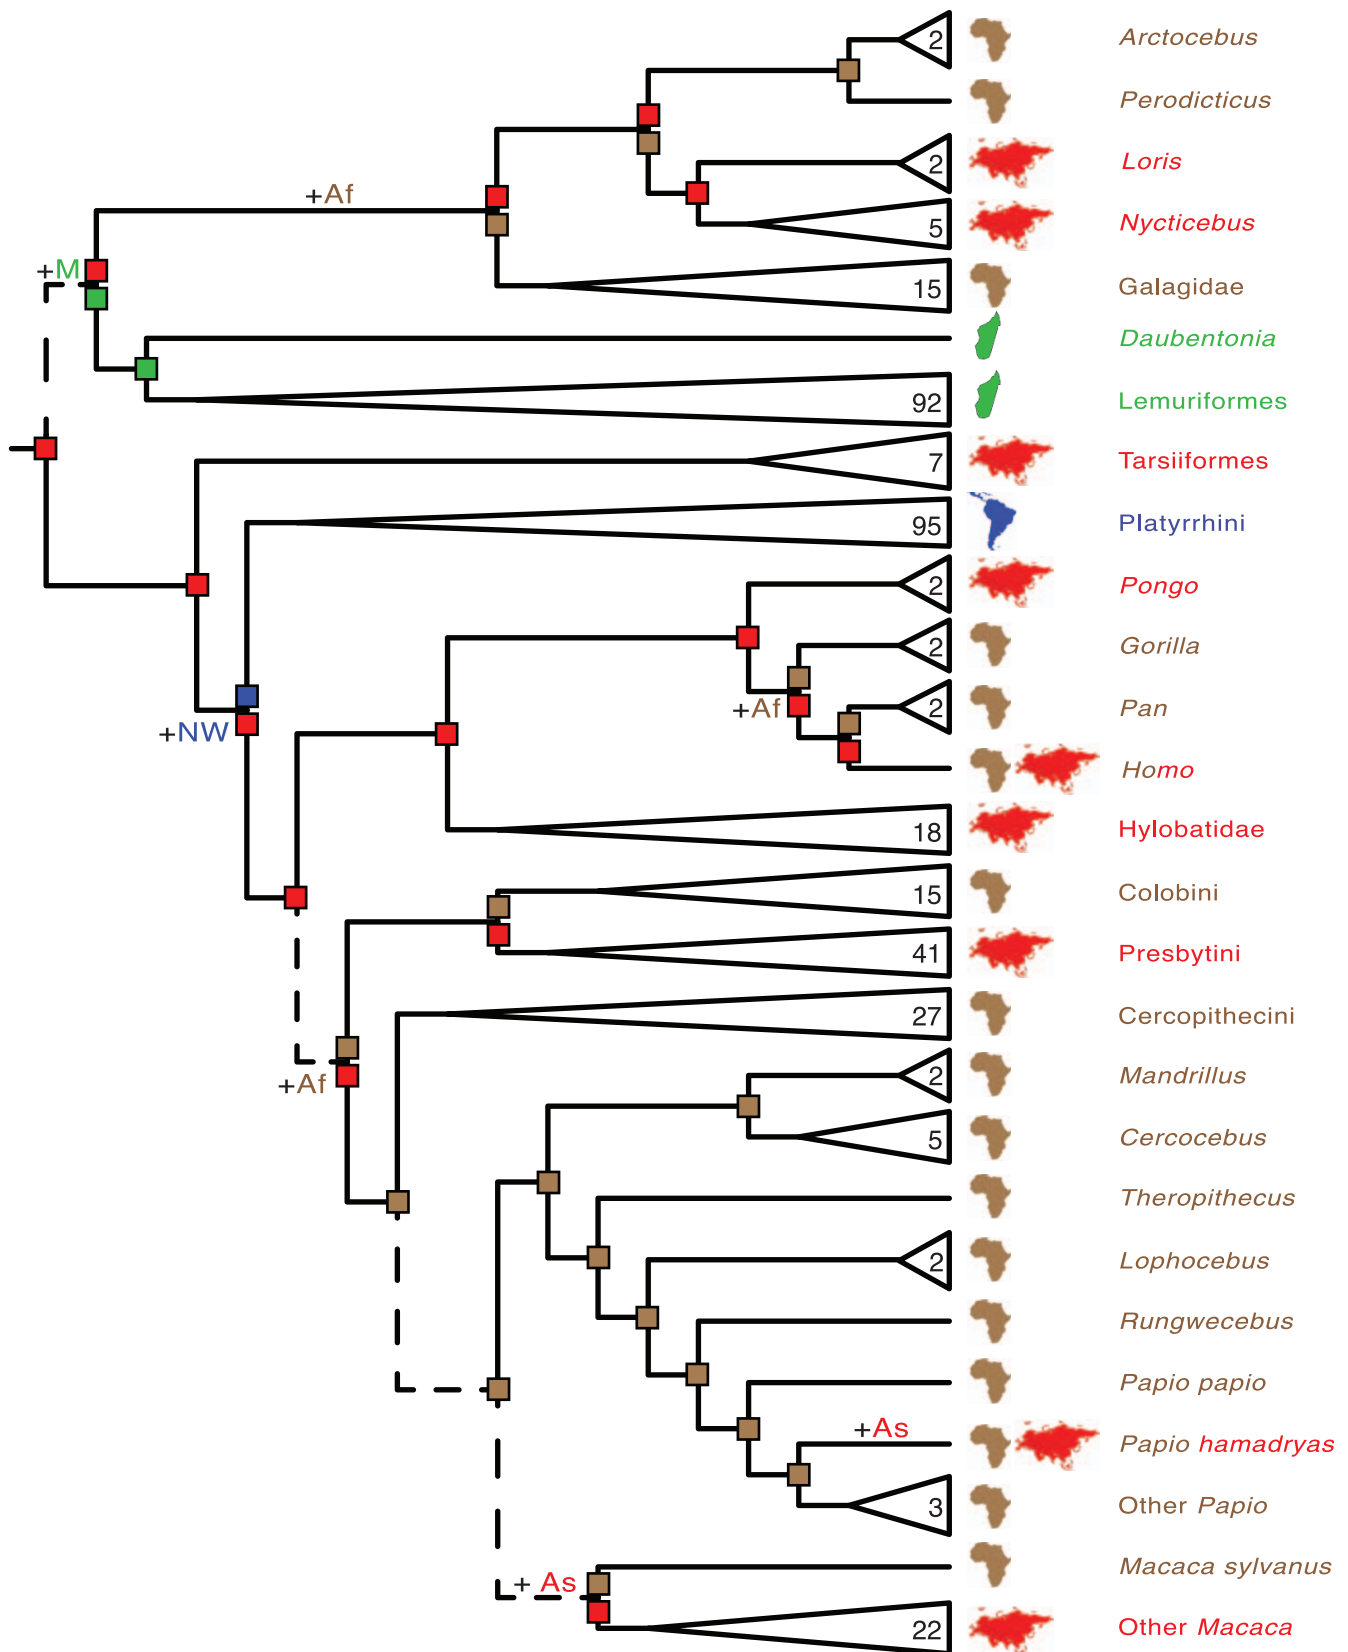 2 Arctocebus
Perodicticus
2 Loris
+Af
5 Nycticebus
+M
15 Galagidae
Daubentonia
92 Lemuriformes
7 Tarsiiformes
95 Platyrrhini
2 Pongo
2 Gorilla
+Af
2 Pan
+NW
Homo
18 Hylobatidae
15 Colobini
41 Presbytini
27 Cercopithecini
+Af
2 Mandrillus
5 Cercocebus
Theropithecus
2 Lophocebus
Rungwecebus
Papio papio
+As
Papio hamadryas
3 Other Papio
Macaca sylvanus
+ As
22 Other Macaca